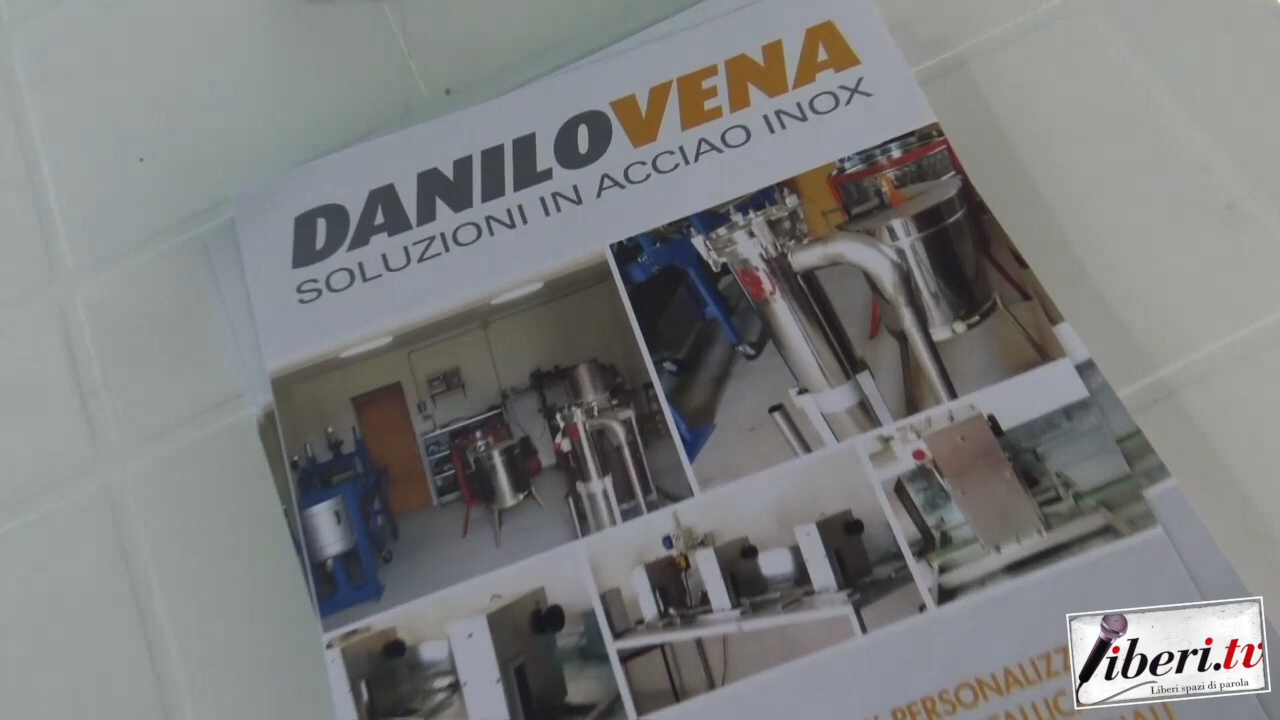 DANILOVENA
SOLUZIONI IN ACCIAO INOX
liberi.tv
Liberi spazi di parola